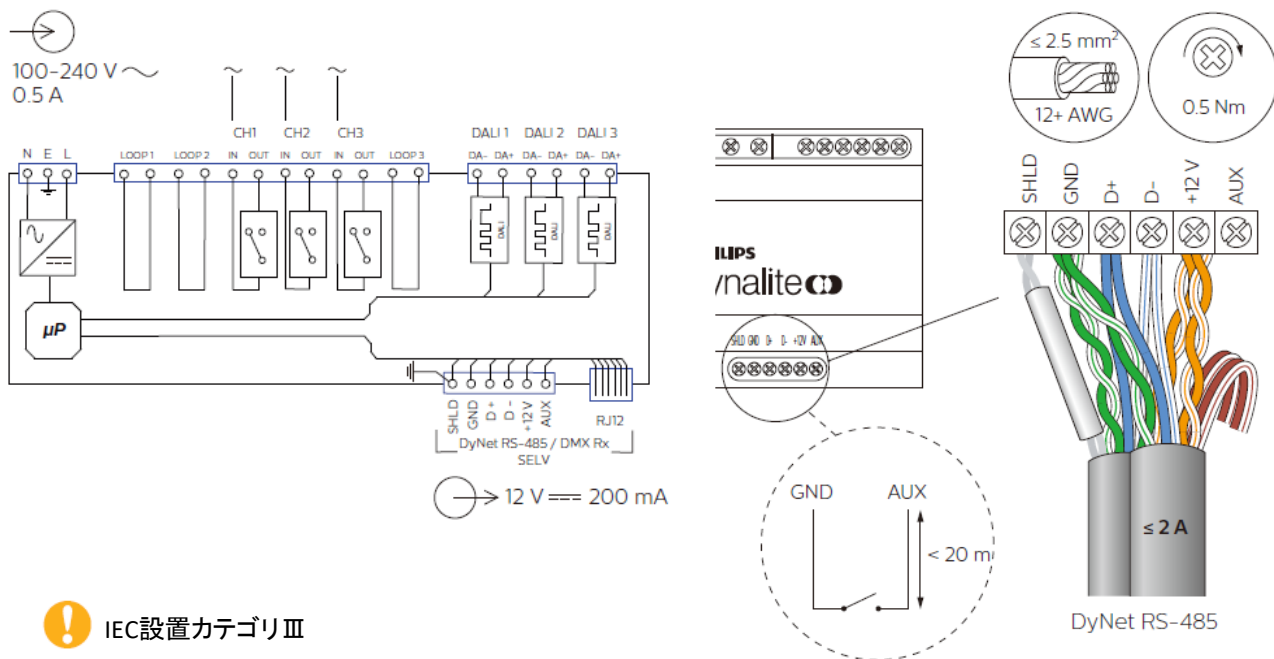 100-240 V
0.5 A
CH1 CH2 CH3
DALI 1 DALI 2 DALI 3
N E L
LOOP 1 LOOP 2 IN OUT IN OUT IN OUT LOOP 3
DA- DA+ DA- DA+ DA- DA+
DALI DALI DALI
µP
SHLD GND D+ D- +12 V AUX
RJ12
DyNet RS-485 / DMX Rx
SELV
12 V 200 mA
IEC設置カテゴリⅢ
ILIPS
ynalite
SHLD GND D+ D- +12V AUX
GND AUX
< 20 m
≤ 2.5 mm²
12+ AWG
0.5 Nm
SHLD GND D+ D- +12 V AUX
≤ 2 A
DyNet RS-485